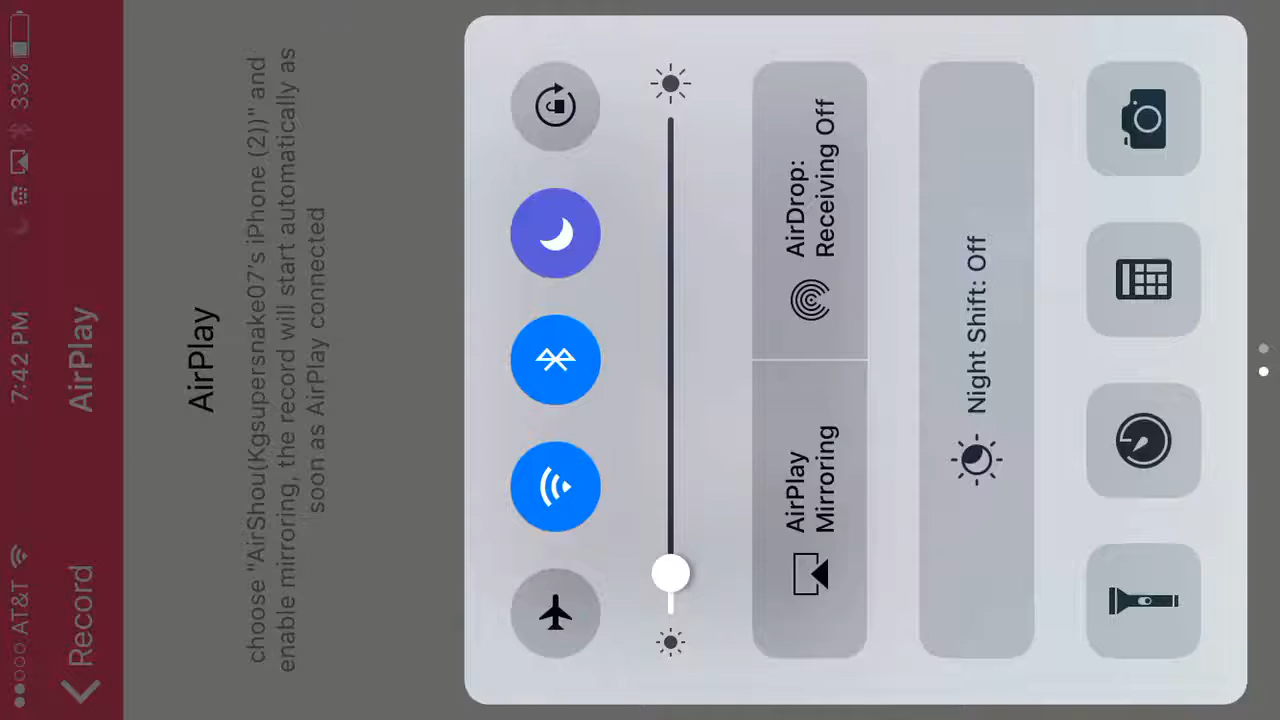 ●●○○○ AT&T 7:42 PM 33%
Record AirPlay
AirPlay
choose "AirShou(Kgsupersnake07's iPhone (2))" and
enable mirroring, the record will start automatically as
soon as AirPlay connected
AirPlay
Mirroring
AirDrop:
Receiving Off
Night Shift: Off